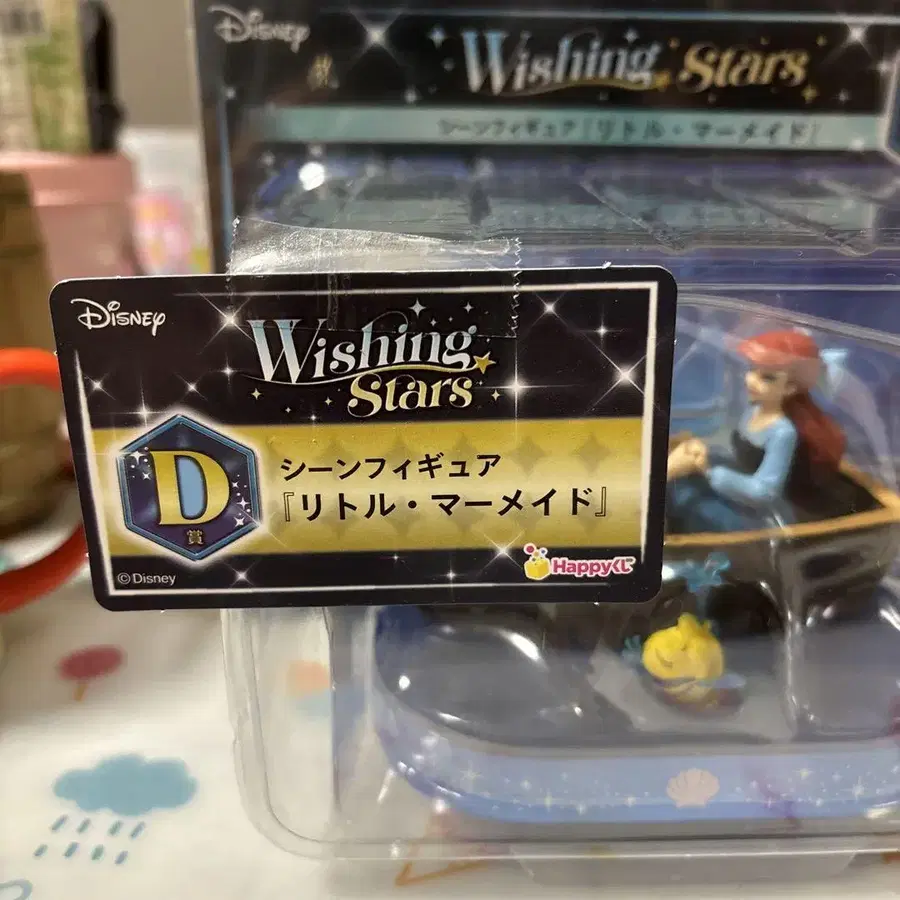 Disney
Wishing Stars
シーンフィギュア『リトル・マーメイド』
Disney
Wishing
Stars
D
賞
シーンフィギュア
『リトル・マーメイド』
©Disney
Happyくじ